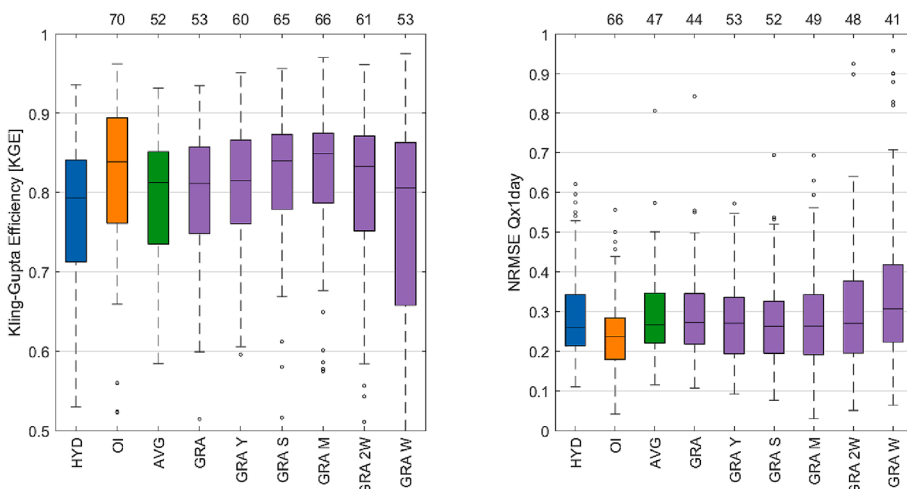 70 52 53 60 65 66 61 53
1
0.9
0.8
0.7
0.6
0.5
Kling-Gupta Efficiency [KGE]
HYD OI AVG GRA GRA Y GRA S GRA M GRA 2W GRA W
66 47 44 53 52 49 48 41
1
0.9
0.8
0.7
0.6
0.5
0.4
0.3
0.2
0.1
0
NRMSE Qx1day
HYD OI AVG GRA GRA Y GRA S GRA M GRA 2W GRA W